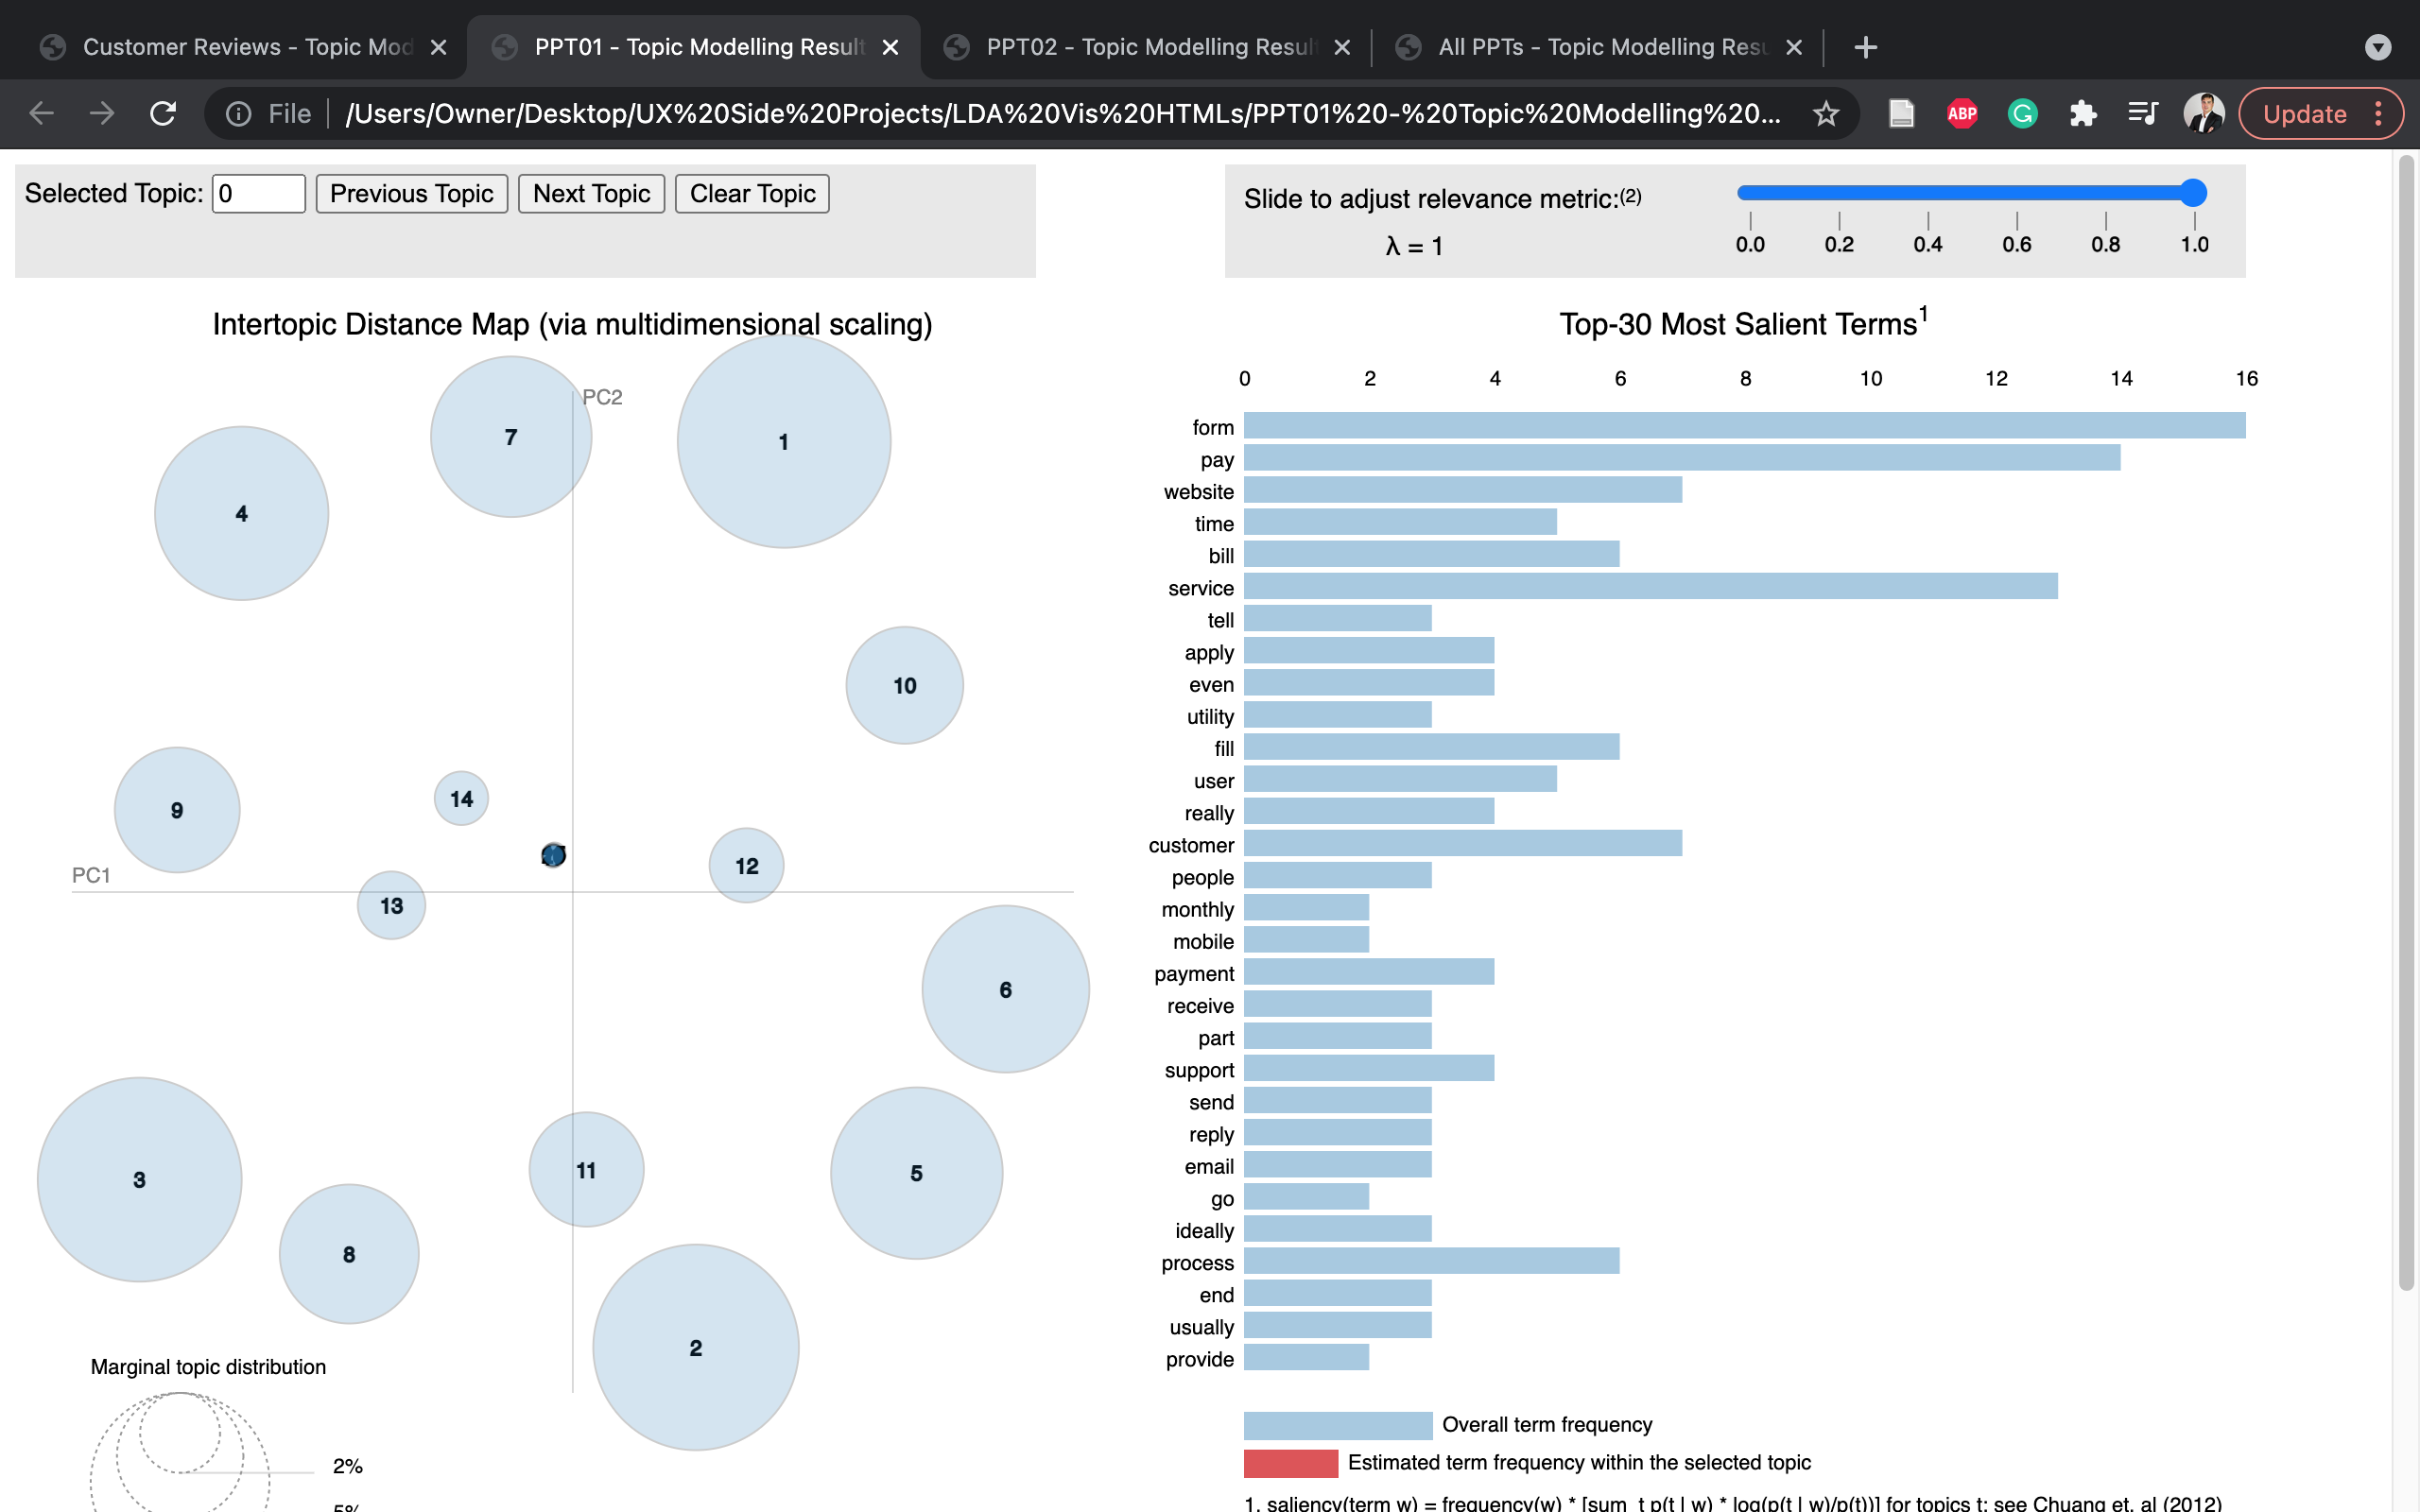 Customer Reviews - Topic Mod
PPT01 - Topic Modelling Result
PPT02 - Topic Modelling Result
All PPTs - Topic Modelling Resu
File
/Users/Owner/Desktop/UX%20Side%20Projects/LDA%20Vis%20HTMLs/PPT01%20-%20Topic%20Modelling%20...
ABP
G
Update
Selected Topic: 0 Previous Topic Next Topic Clear Topic
Slide to adjust relevance metric:(2)
λ = 1
0.0 0.2 0.4 0.6 0.8 1.0
Intertopic Distance Map (via multidimensional scaling)
PC2
PC1
1
7
4
10
9
14
12
13
6
3
11
5
8
2
Marginal topic distribution
2%
5%
Top-30 Most Salient Terms1
0 2 4 6 8 10 12 14 16
form
pay
website
time
bill
service
tell
apply
even
utility
fill
user
really
customer
people
monthly
mobile
payment
receive
part
support
send
reply
email
go
ideally
process
end
usually
provide
Overall term frequency
Estimated term frequency within the selected topic
1. saliency(term w) = frequency(w) * [sum_t p(t | w) * log(p(t | w)/p(t))] for topics t; see Chuang et. al (2012)